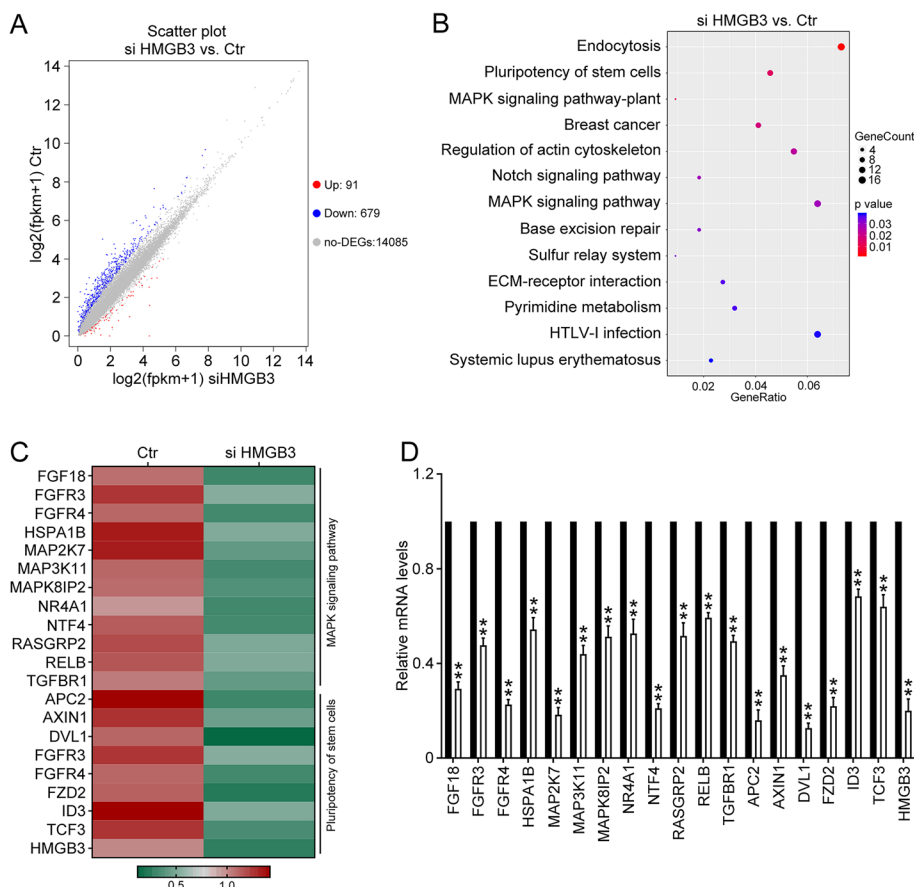 A
Scatter plot
si HMGB3 vs. Ctr
14
12
10
8
6
4
2
0
log2(fpkm+1) Ctr
0 2 4 6 8 10 12 14
log2(fpkm+1) siHMGB3
Up: 91
Down: 679
no-DEGs:14085
B
si HMGB3 vs. Ctr
Endocytosis
Pluripotency of stem cells
MAPK signaling pathway-plant
Breast cancer
Regulation of actin cytoskeleton
Notch signaling pathway
MAPK signaling pathway
Base excision repair
Sulfur relay system
ECM-receptor interaction
Pyrimidine metabolism
HTLV-I infection
Systemic lupus erythematosus
0.02 0.04 0.06
GeneRatio
GeneCount
4
8
12
16
p value
0.03
0.02
0.01
C
Ctr si HMGB3
FGF18
FGFR3
FGFR4
HSPA1B
MAP2K7
MAP3K11
MAPK8IP2
NR4A1
NTF4
RASGRP2
RELB
TGFBR1
APC2
AXIN1
DVL1
FGFR3
FGFR4
FZD2
ID3
TCF3
HMGB3
MAPK signaling pathway
Pluripotency of stem cells
0.5 1.0
D
1.2
0.8
0.4
0
Relative mRNA levels
** ** ** ** ** ** ** ** ** ** ** ** ** ** ** ** ** ** **
FGF18
FGFR3
FGFR4
HSPA1B
MAP2K7
MAP3K11
MAPK8IP2
NR4A1
NTF4
RASGRP2
RELB
TGFBR1
APC2
AXIN1
DVL1
FZD2
ID3
TCF3
HMGB3